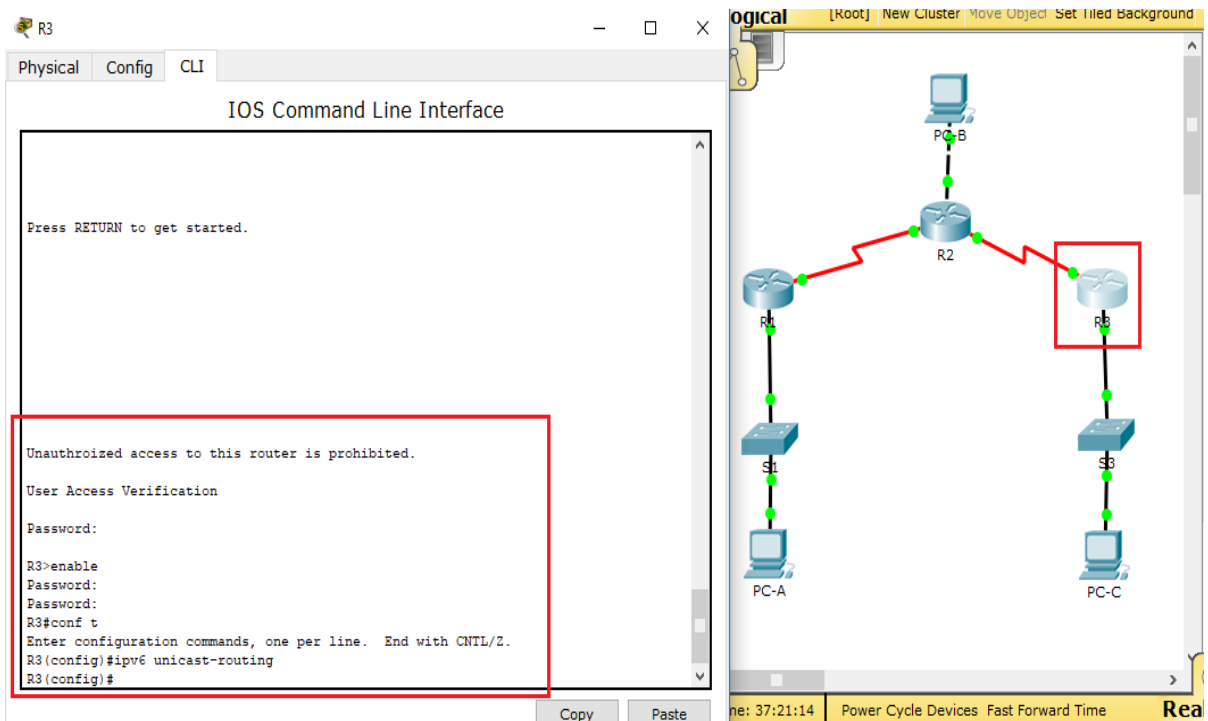 R3
Physical Config CLI
IOS Command Line Interface
Press RETURN to get started.
Unauthroized access to this router is prohibited.
User Access Verification
Password:
R3>enable
Password:
Password:
R3#conf t
Enter configuration commands, one per line. End with CNTL/Z.
R3(config)#ipv6 unicast-routing
R3(config)#
Copy Paste
ogical [Root] New Cluster Move Object Set Tiled Background
PC-B
R2
R1
R3
S1
S3
PC-A
PC-C
ne: 37:21:14 Power Cycle Devices Fast Forward Time Rea